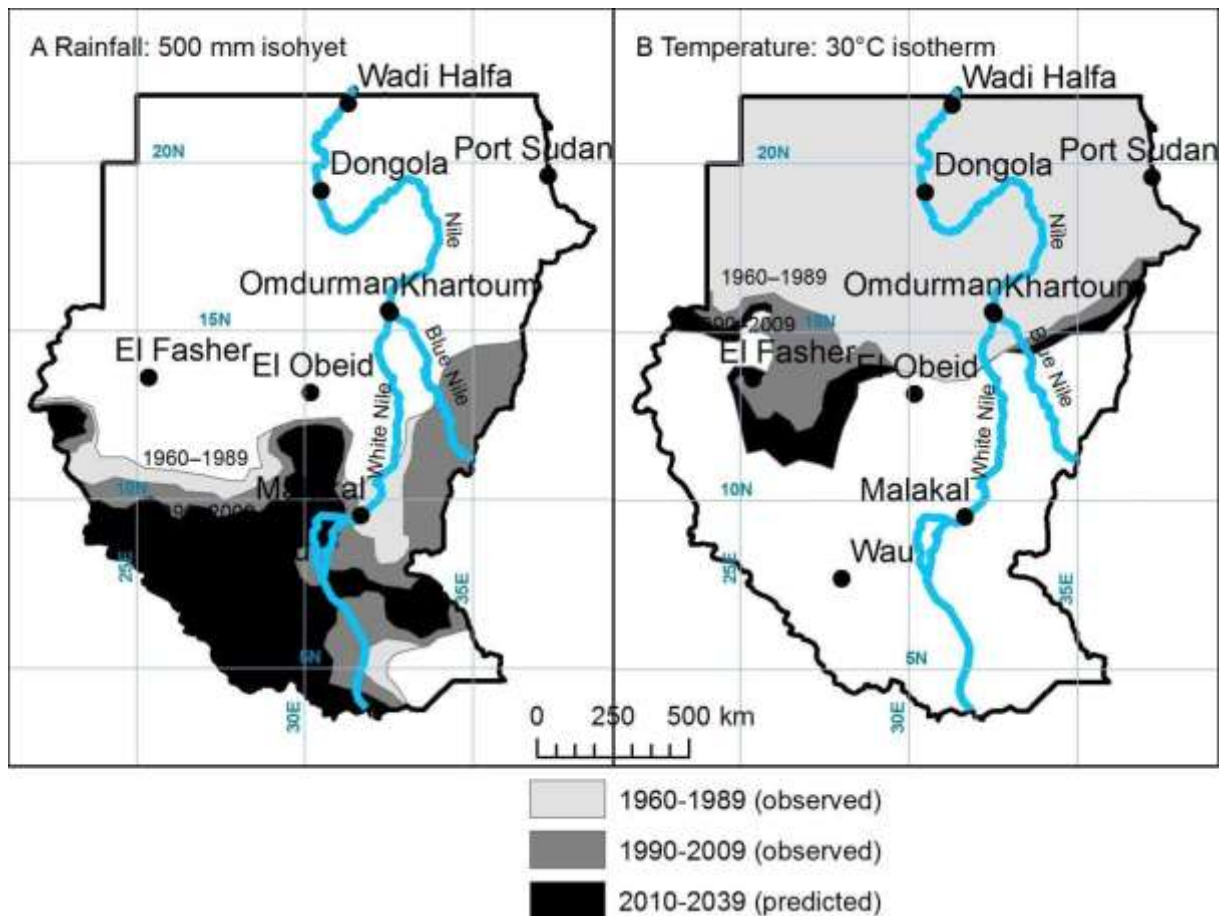 A Rainfall: 500 mm isohyet
Wadi Halfa
20N
Dongola
Port Sudan
Nile
Omdurman
Khartoum
15N
El Fasher
El Obeid
Blue Nile
White Nile
1960–1989
10N
Malakal
25E
35E
5N
30E
B Temperature: 30°C isotherm
Wadi Halfa
20N
Dongola
Port Sudan
Nile
1960–1989
Omdurman
Khartoum
15N
El Fasher
El Obeid
Blue Nile
White Nile
10N
Malakal
Wau
25E
35E
5N
30E
0 250 500 km
1960-1989 (observed)
1990-2009 (observed)
2010-2039 (predicted)